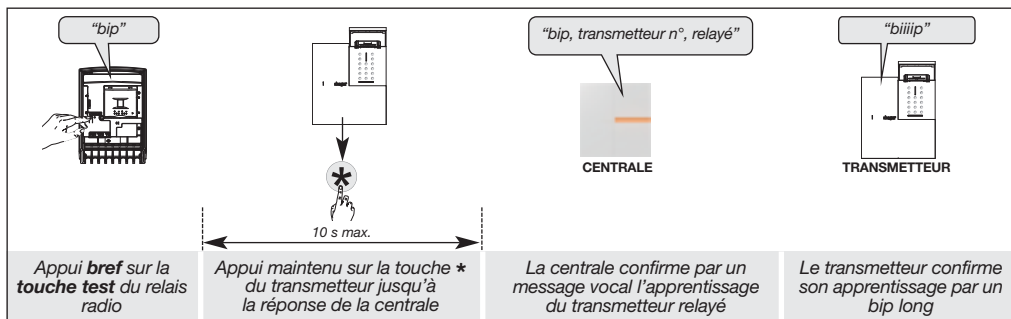 “bip”
“bip, transmetteur n°, relayé”
“biiiip”
CENTRALE
TRANSMETTEUR
*
10 s max.
Appui bref sur la
touche test du relais
radio
Appui maintenu sur la touche *
du transmetteur jusqu’à
la réponse de la centrale
La centrale confirme par un
message vocal l’apprentissage
du transmetteur relayé
Le transmetteur confirme
son apprentissage par un
bip long